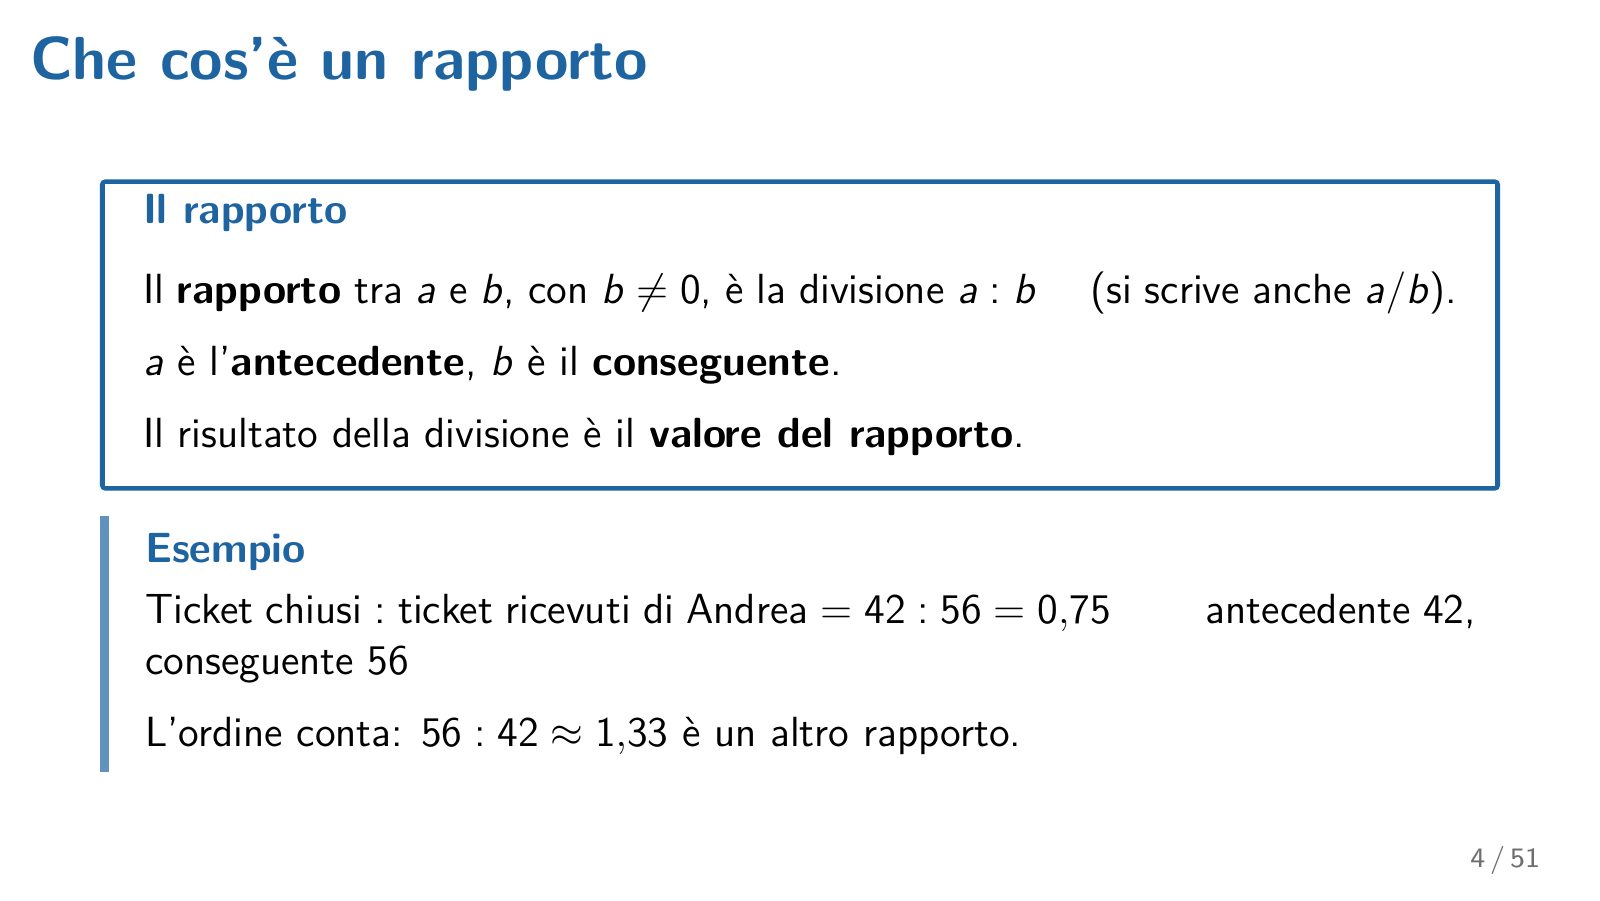 Che cos'è un rapporto
Il rapporto
Il rapporto tra a e b, con b ≠ 0, è la divisione a : b (si scrive anche a/b).
a è l'antecedente, b è il conseguente.
Il risultato della divisione è il valore del rapporto.
Esempio
Ticket chiusi : ticket ricevuti di Andrea = 42 : 56 = 0,75 antecedente 42,
conseguente 56
L'ordine conta: 56 : 42 ≈ 1,33 è un altro rapporto.
4 / 51